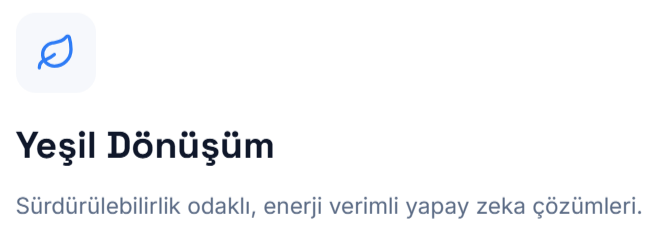 Yeşil Dönüşüm
Sürdürülebilirlik odaklı, enerji verimli yapay zeka çözümleri.